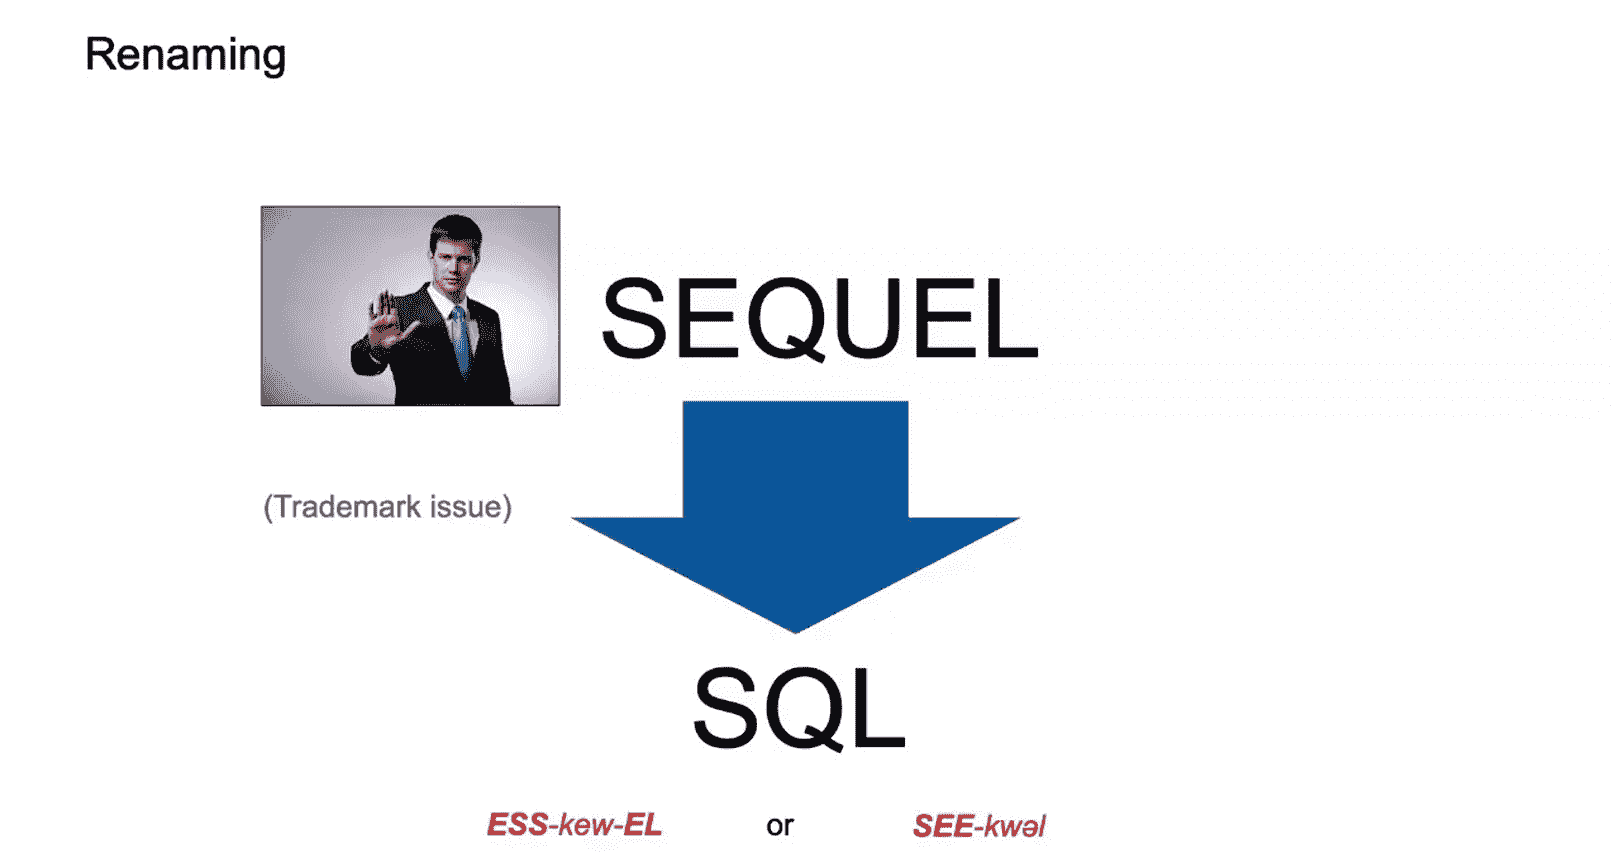 Renaming
SEQUEL
(Trademark issue)
SQL
ESS-kew-EL or SEE-kwəl